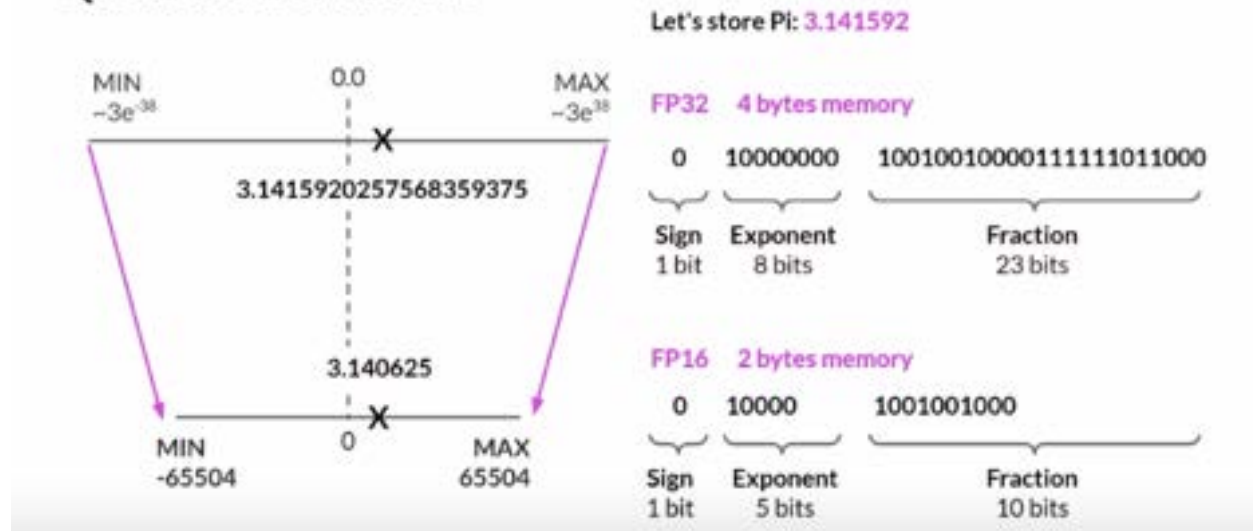 Let's store Pi: 3.141592
MIN
~3e^-38
0.0
MAX
~3e^38
X
3.1415920257568359375
3.140625
X
MIN
-65504
0
MAX
65504
FP32 4 bytes memory
0 10000000 10010010000111111011000
Sign Exponent Fraction
1 bit 8 bits 23 bits
FP16 2 bytes memory
0 10000 1001001000
Sign Exponent Fraction
1 bit 5 bits 10 bits